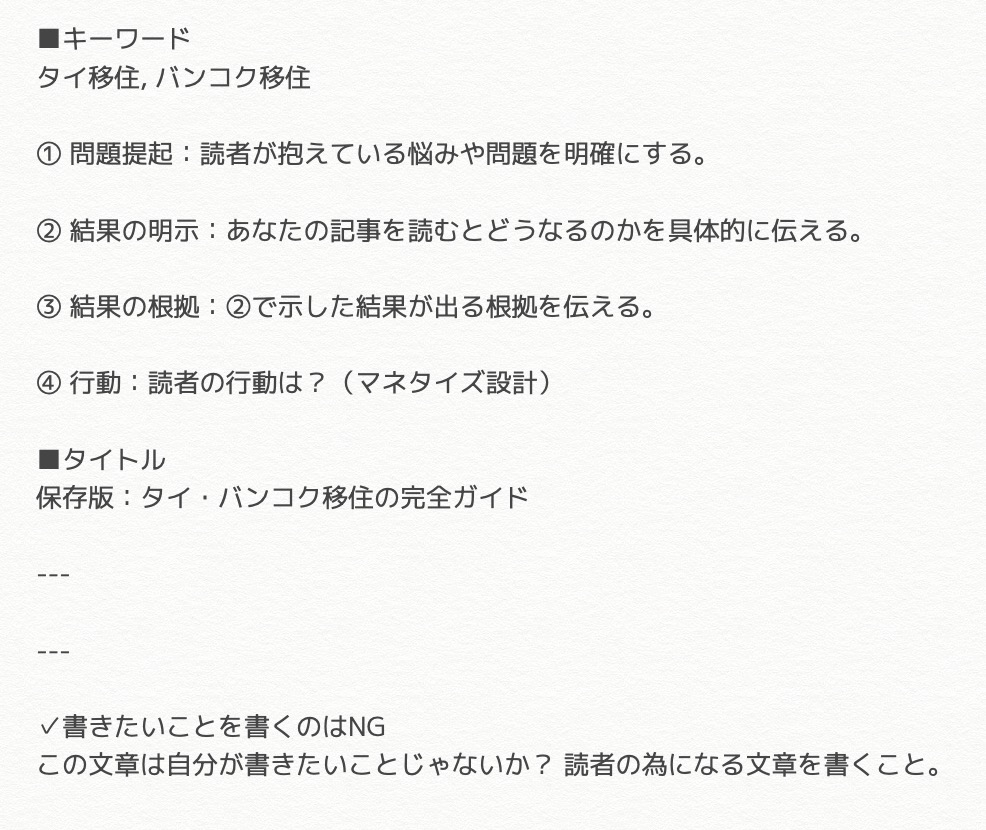 ■キーワード
タイ移住, バンコク移住
① 問題提起：読者が抱えている悩みや問題を明確にする。
② 結果の明示：あなたの記事を読むとどうなるのかを具体的に伝える。
③ 結果の根拠：②で示した結果が出る根拠を伝える。
④ 行動：読者の行動は？（マネタイズ設計）
■タイトル
保存版：タイ・バンコク移住の完全ガイド
---
---
✓書きたいことを書くのはNG
この文章は自分が書きたいことじゃないか？ 読者の為になる文章を書くこと。